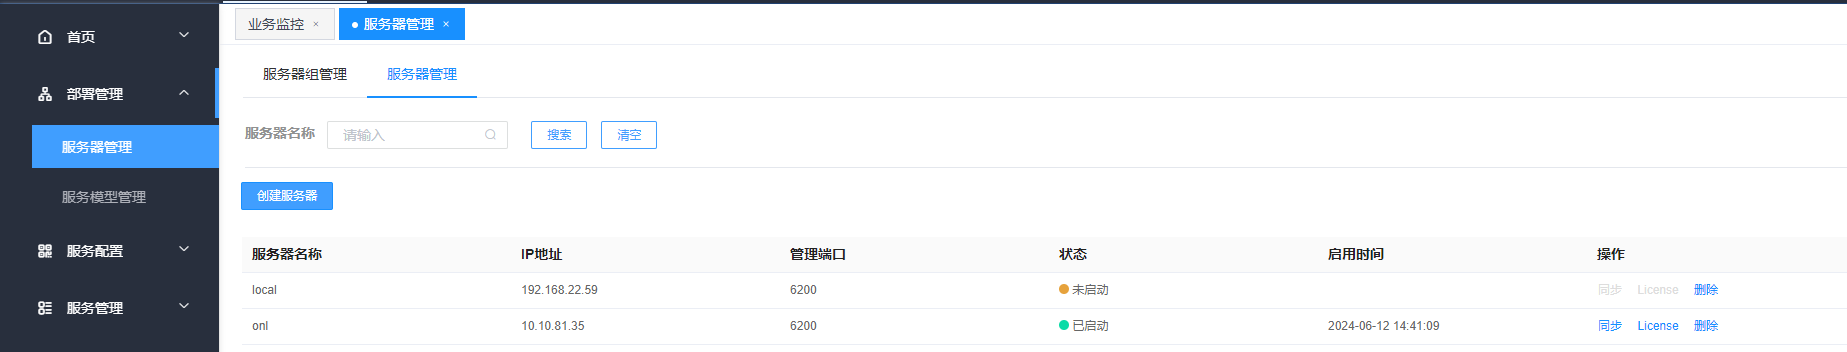 首页
部署管理
服务器管理
服务模型管理
服务配置
服务管理
业务监控 × 服务器管理 ×
服务器组管理 服务器管理
服务器名称 请输入 搜索 清空
创建服务器
服务器名称 IP地址 管理端口 状态 启用时间 操作
local 192.168.22.59 6200 未启动 同步 License 删除
onl 10.10.81.35 6200 已启动 2024-06-12 14:41:09 同步 License 删除